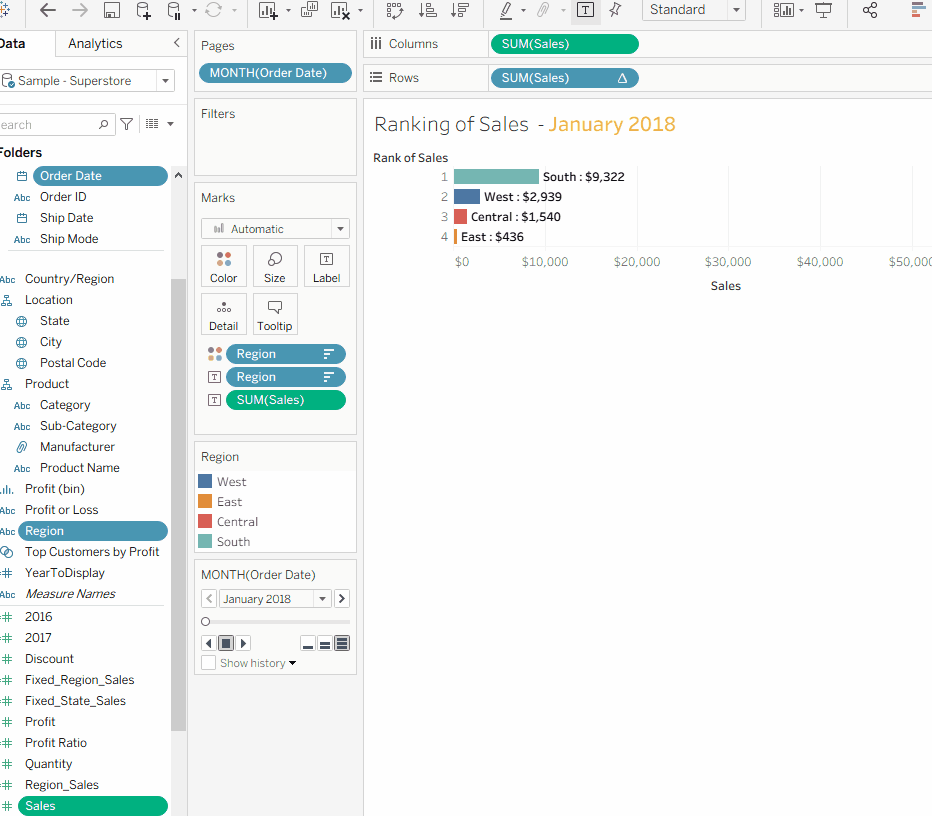 Standard
Data
Analytics
Sample - Superstore
earch
Folders
Order Date
Abc Order ID
Ship Date
Abc Ship Mode
Abc Country/Region
Location
State
City
Postal Code
Product
Abc Category
Abc Sub-Category
Manufacturer
Abc Product Name
Profit (bin)
Abc Profit or Loss
Abc Region
Top Customers by Profit
=# YearToDisplay
Abc Measure Names
=# 2016
=# 2017
# Discount
=# Fixed_Region_Sales
=# Fixed_State_Sales
# Profit
=# Profit Ratio
# Quantity
=# Region_Sales
# Sales
Pages
MONTH(Order Date)
Filters
Marks
Automatic
Color
Size
Label
Detail
Tooltip
Region
Region
SUM(Sales)
Region
West
East
Central
South
MONTH(Order Date)
January 2018
Show history
Columns
SUM(Sales)
Rows
SUM(Sales) Δ
Ranking of Sales - January 2018
Rank of Sales
1 South : $9,322
2 West : $2,939
3 Central : $1,540
4 East : $436
$0 $10,000 $20,000 $30,000 $40,000 $50,000
Sales